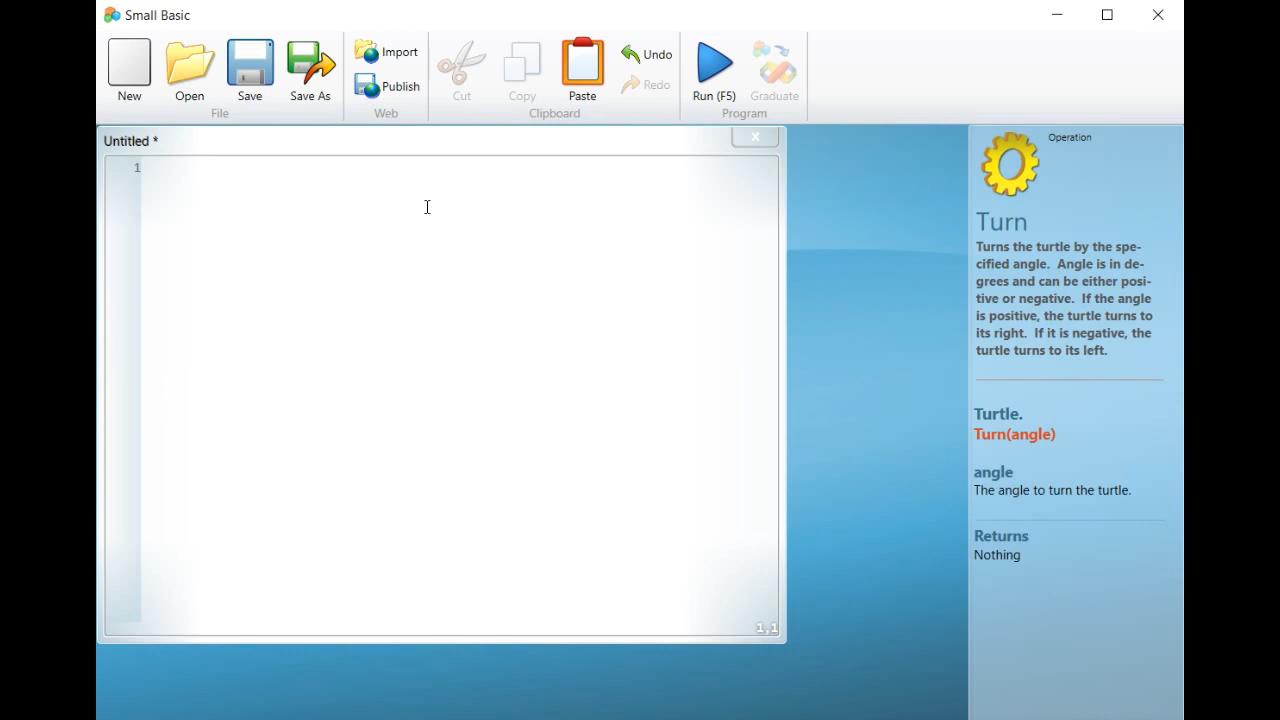 Small Basic
New
Open
Save
Save As
File
Import
Publish
Web
Cut
Copy
Paste
Undo
Redo
Clipboard
Run (F5)
Graduate
Program
Untitled *
x
1
1,1
Operation
Turn
Turns the turtle by the spe-
cified angle.  Angle is in de-
grees and can be either posi-
tive or negative.  If the angle
is positive, the turtle turns to
its right.  If it is negative, the
turtle turns to its left.
Turtle.
Turn(angle)
angle
The angle to turn the turtle.
Returns
Nothing